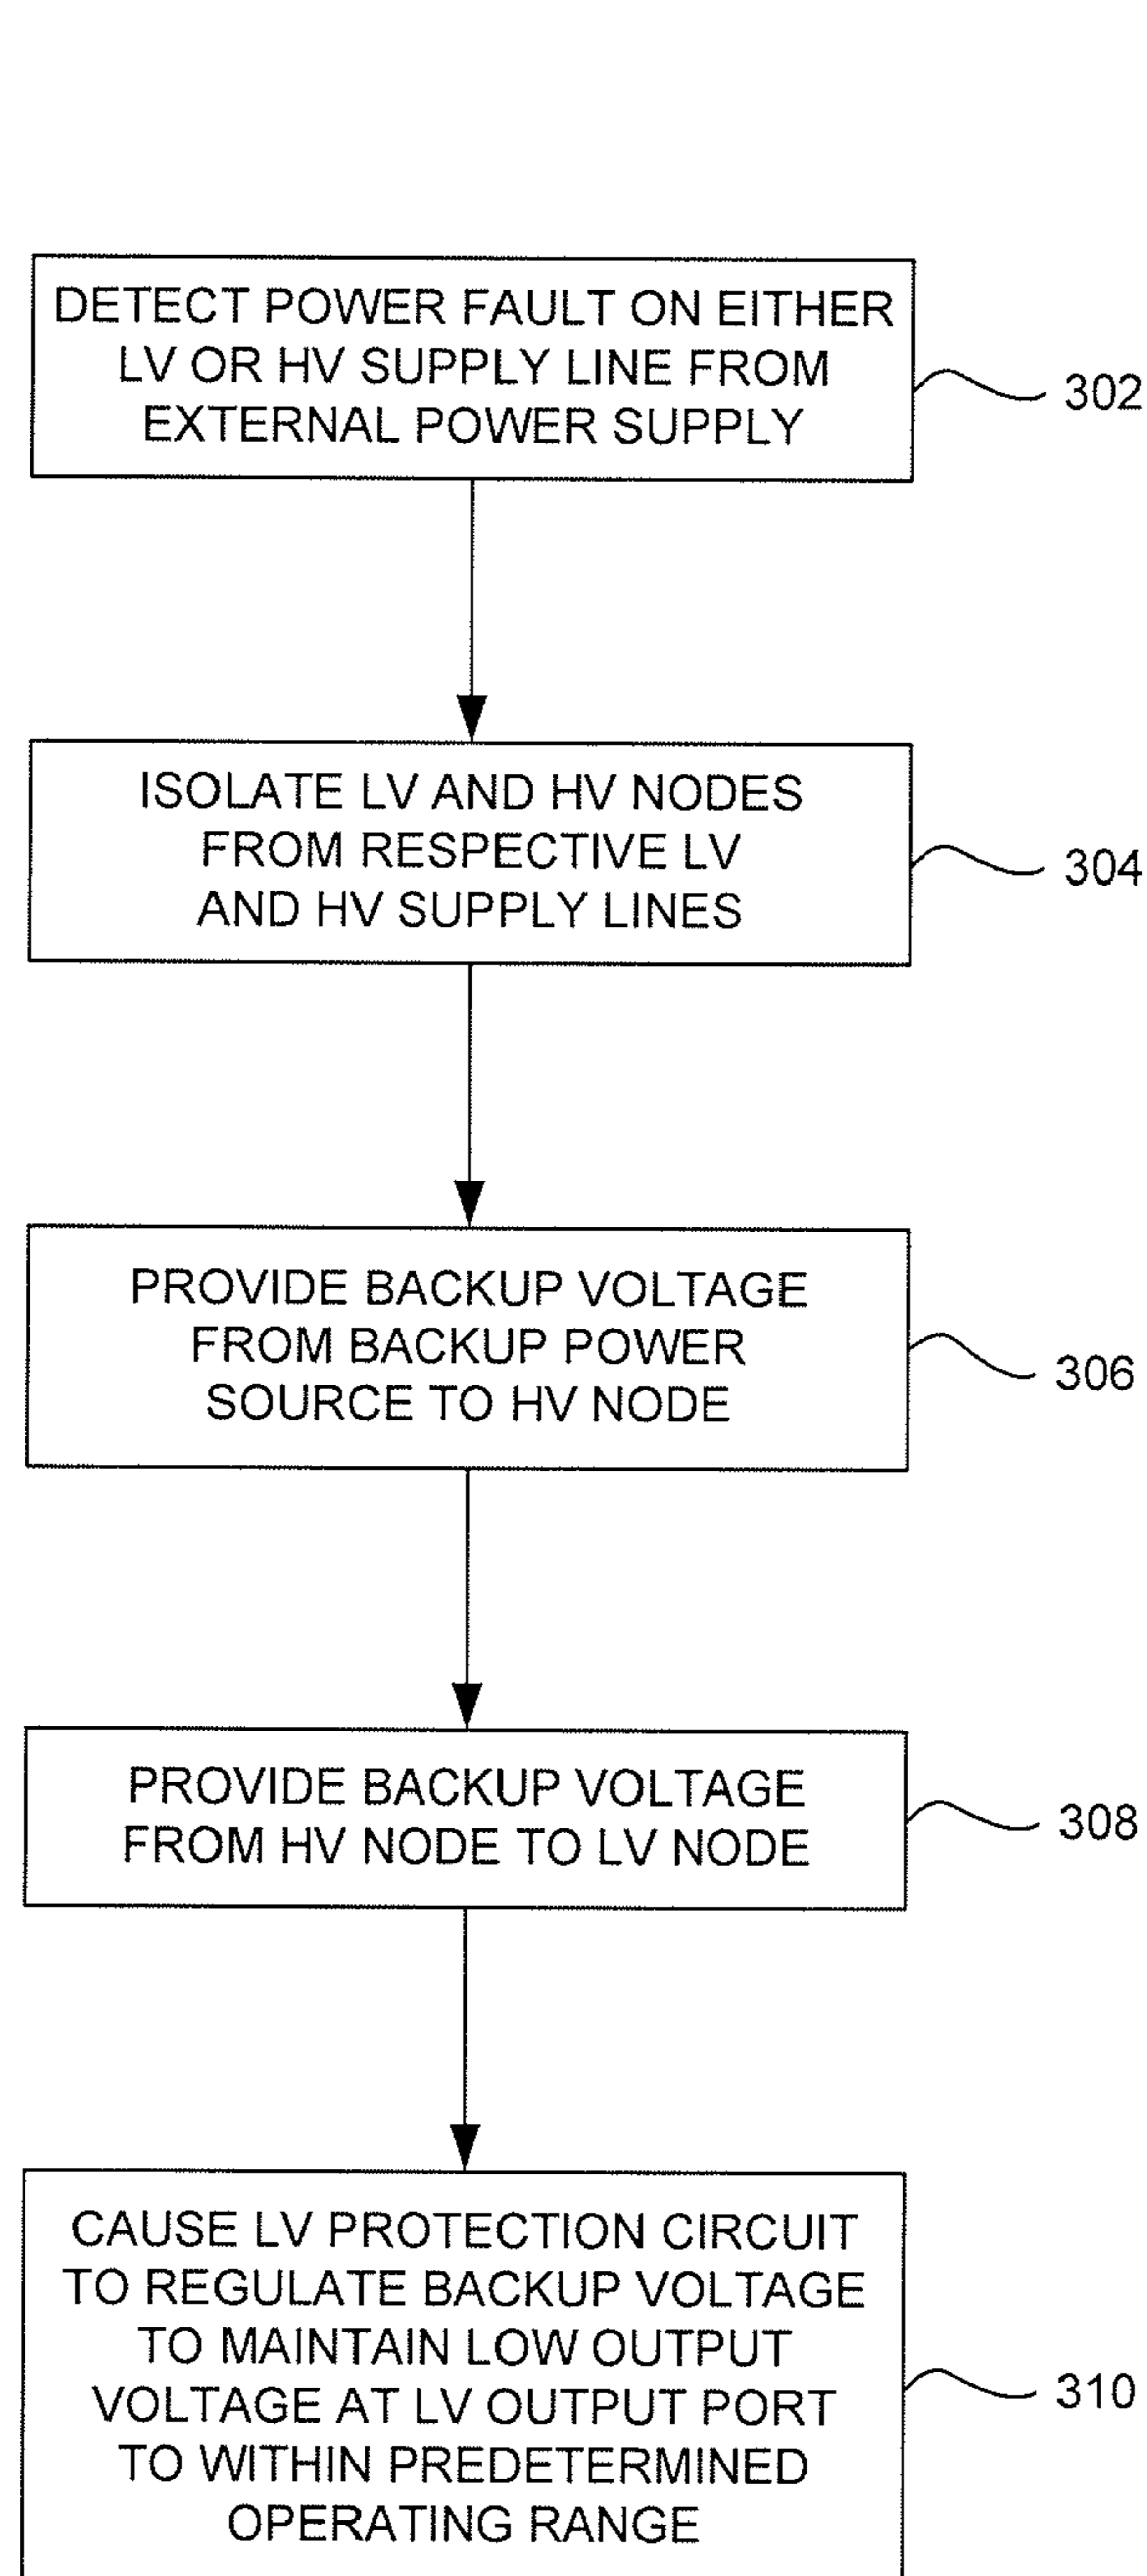 DETECT POWER FAULT ON EITHER
LV OR HV SUPPLY LINE FROM
EXTERNAL POWER SUPPLY
302
ISOLATE LV AND HV NODES
FROM RESPECTIVE LV
AND HV SUPPLY LINES
304
PROVIDE BACKUP VOLTAGE
FROM BACKUP POWER
SOURCE TO HV NODE
306
PROVIDE BACKUP VOLTAGE
FROM HV NODE TO LV NODE
308
CAUSE LV PROTECTION CIRCUIT
TO REGULATE BACKUP VOLTAGE
TO MAINTAIN LOW OUTPUT
VOLTAGE AT LV OUTPUT PORT
TO WITHIN PREDETERMINED
OPERATING RANGE
310